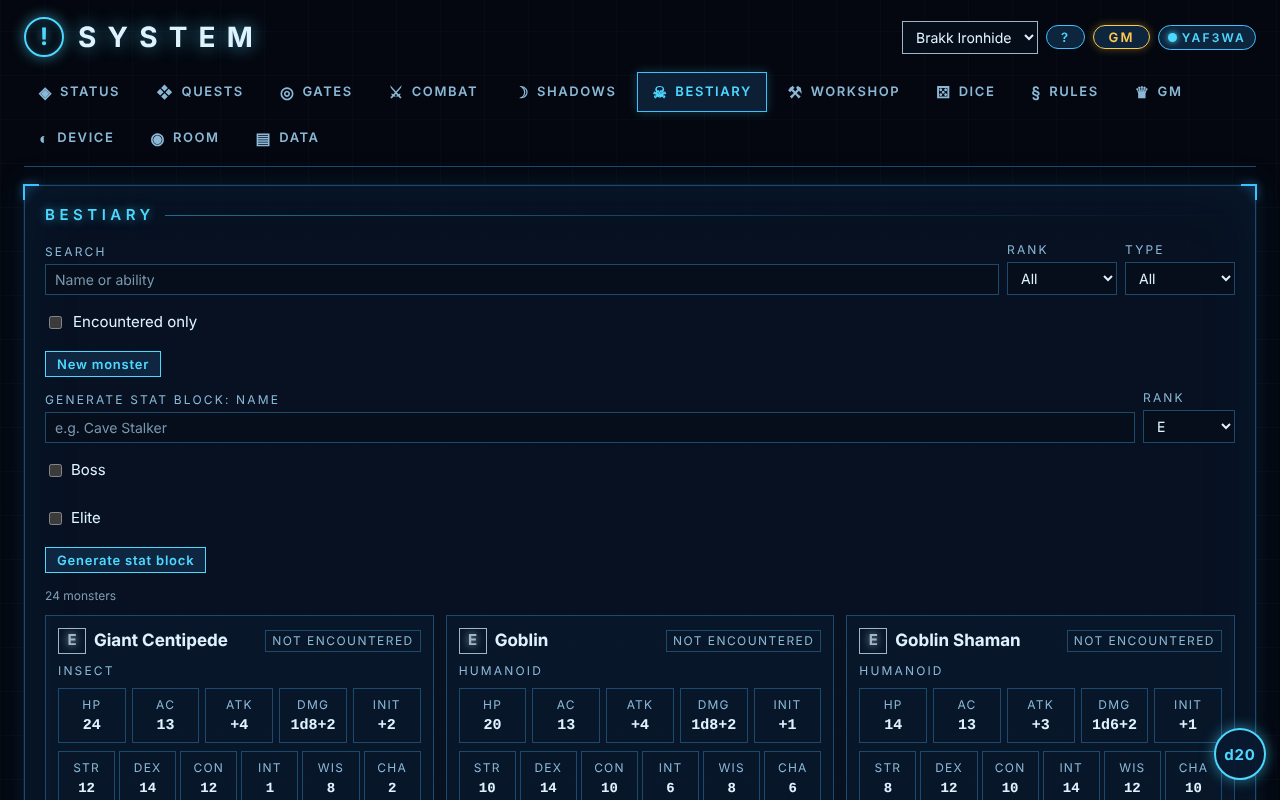 ! SYSTEM
Brakk Ironhide ? GM YAF3WA
STATUS QUESTS GATES COMBAT SHADOWS BESTIARY WORKSHOP DICE § RULES GM
DEVICE ROOM DATA
BESTIARY
SEARCH RANK TYPE
Name or ability All All
Encountered only
New monster
GENERATE STAT BLOCK: NAME RANK
e.g. Cave Stalker E
Boss
Elite
Generate stat block
24 monsters
E Giant Centipede NOT ENCOUNTERED
INSECT
HP AC ATK DMG INIT
24 13 +4 1d8+2 +2
STR DEX CON INT WIS CHA
12 14 12 1 8 2
E Goblin NOT ENCOUNTERED
HUMANOID
HP AC ATK DMG INIT
20 13 +4 1d8+2 +1
STR DEX CON INT WIS CHA
10 14 10 6 8 6
E Goblin Shaman NOT ENCOUNTERED
HUMANOID
HP AC ATK DMG INIT
14 13 +3 1d6+2 +1
STR DEX CON INT WIS CHA
8 12 10 14 12 10
d20